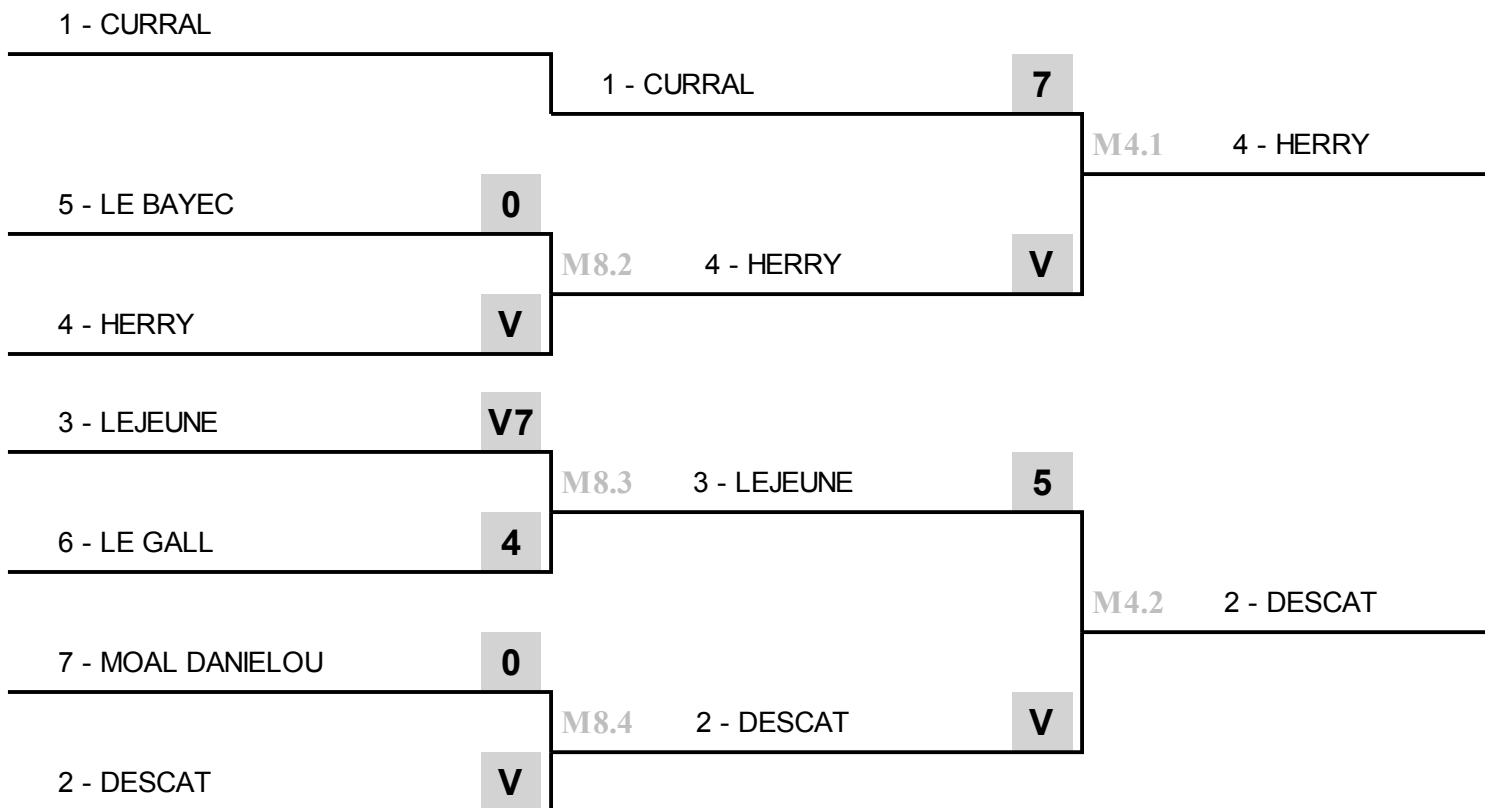 1 - CURRAL
1 - CURRAL 7
M4.1 4 - HERRY
5 - LE BAYEC 0
M8.2 4 - HERRY V
4 - HERRY V
3 - LEJEUNE V7
M8.3 3 - LEJEUNE 5
6 - LE GALL 4
M4.2 2 - DESCAT
7 - MOAL DANIELOU 0
M8.4 2 - DESCAT V
2 - DESCAT V